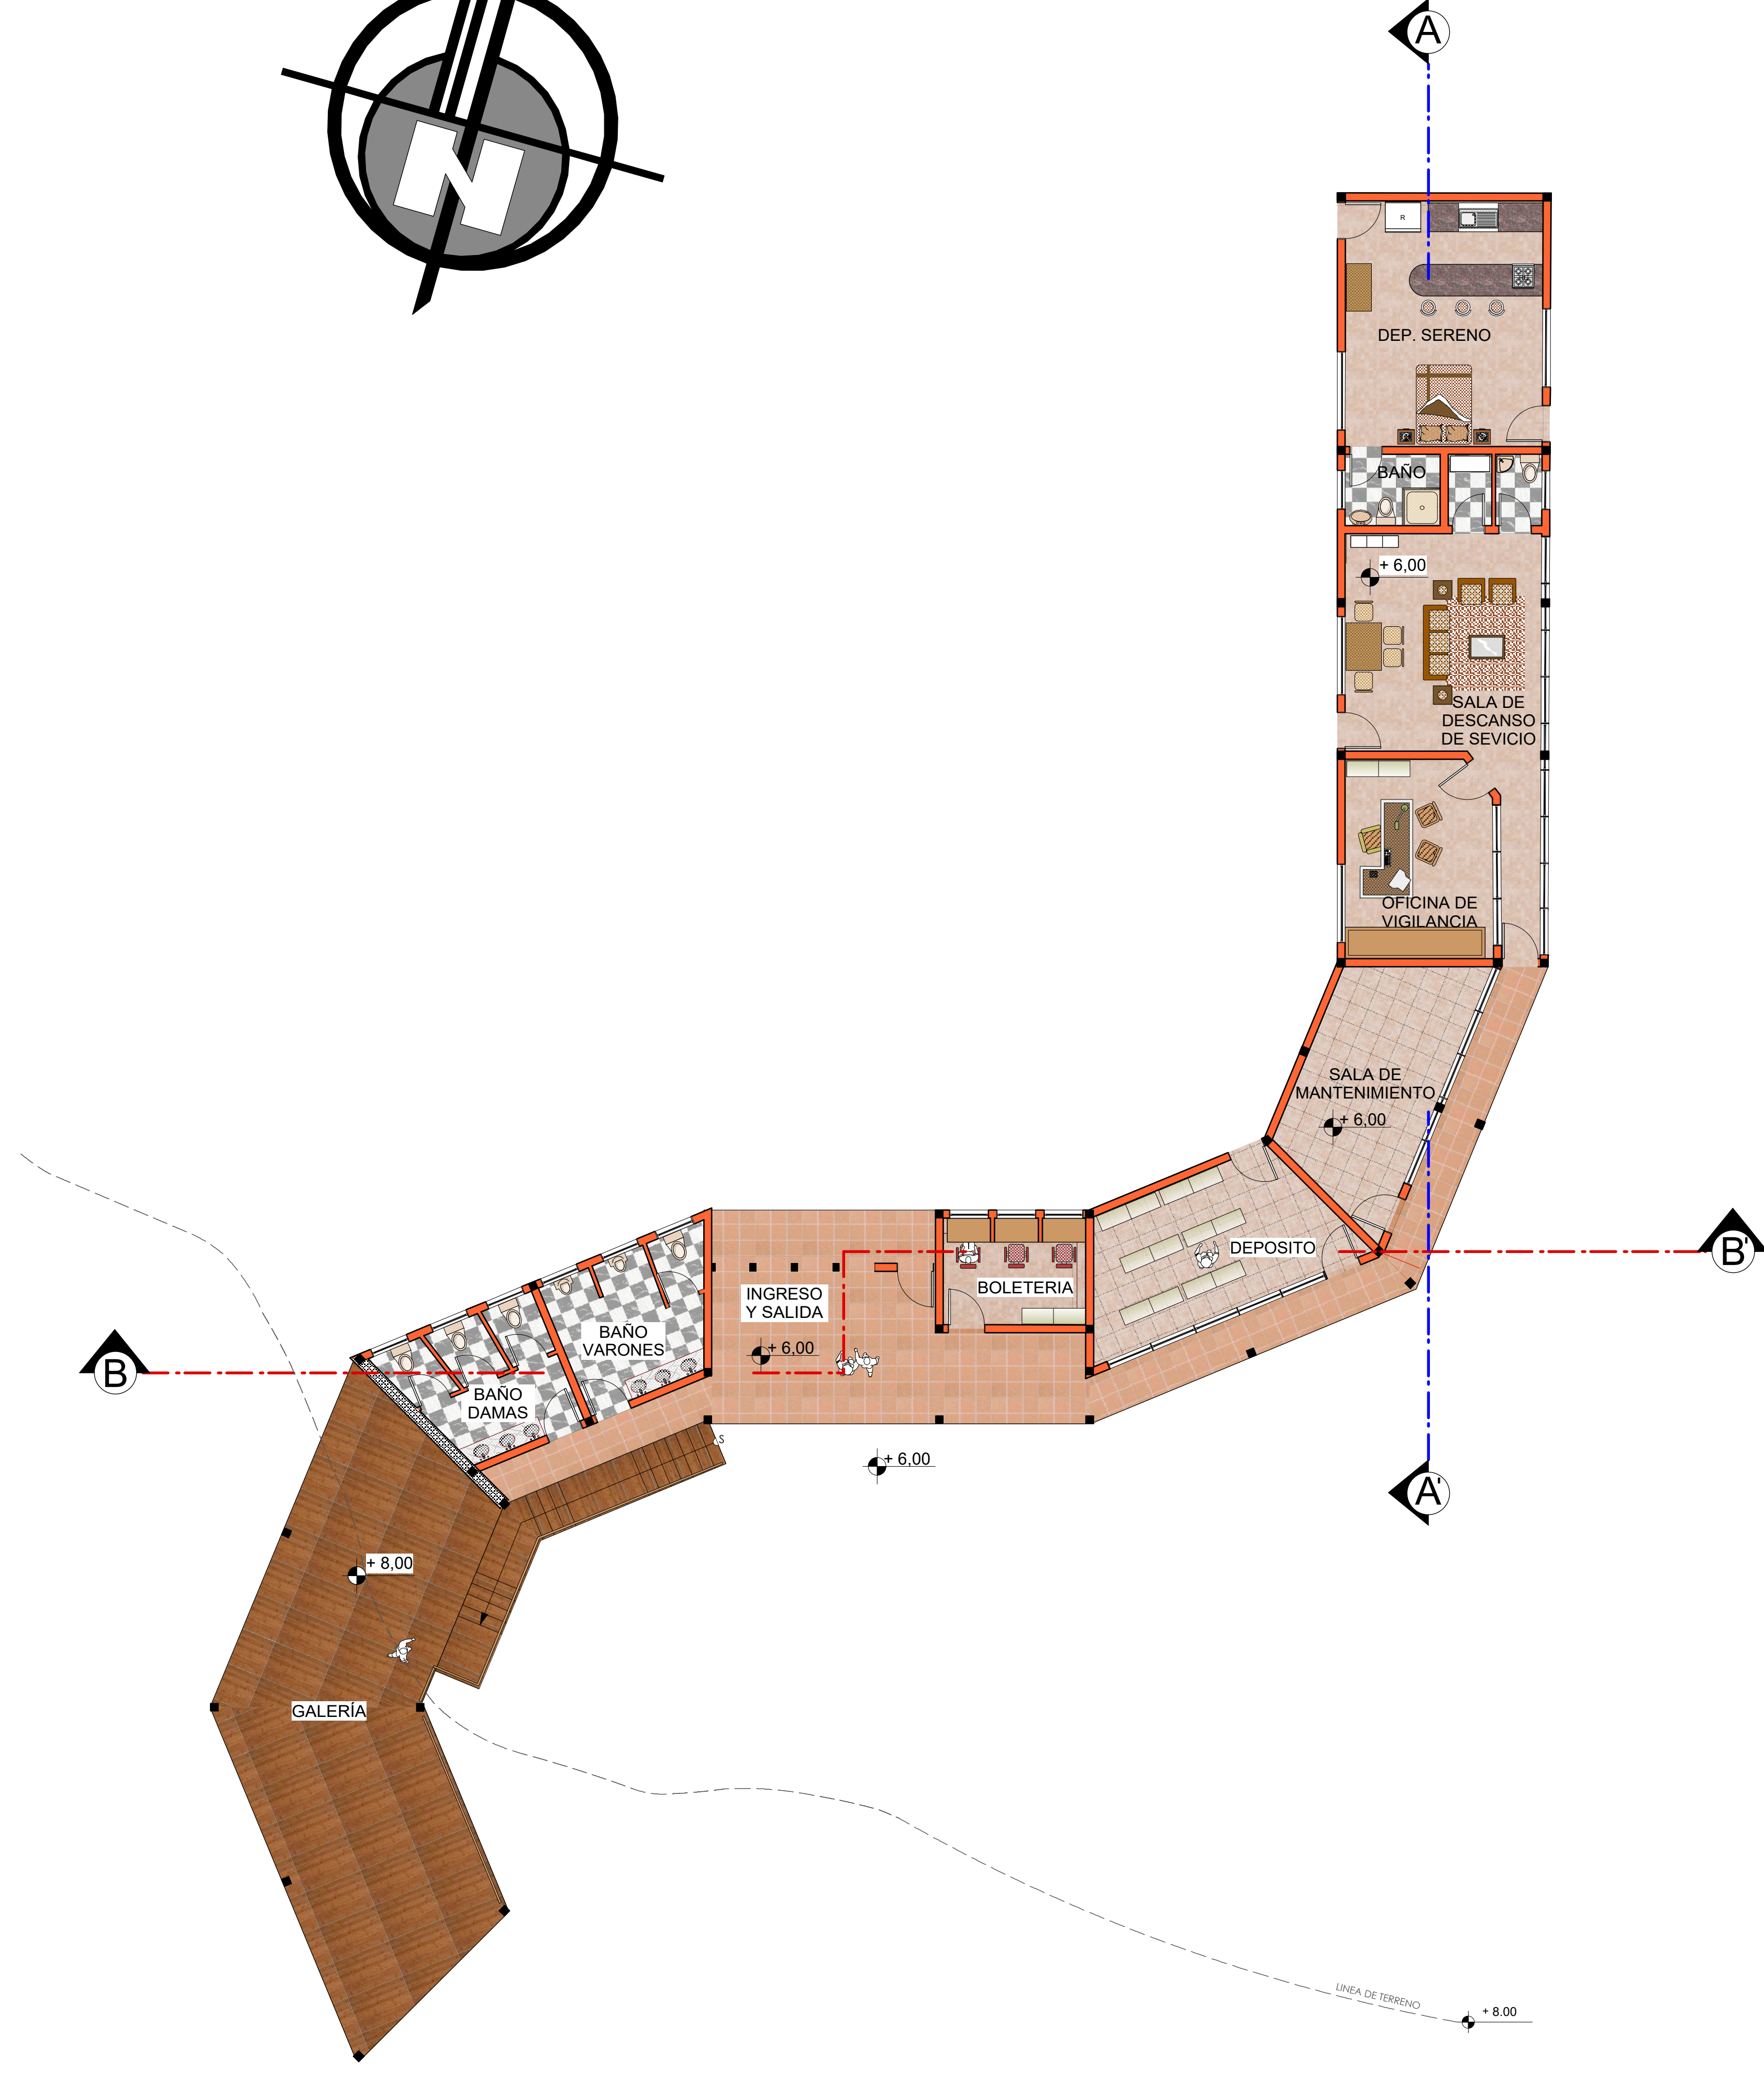 A
N
R
DEP. SERENO
BAÑO
+ 6,00
SALA DE
DESCANSO
DE SEVICIO
OFICINA DE
VIGILANCIA
SALA DE
MANTENIMIENTO
+ 6,00
DEPOSITO
B'
BOLETERIA
INGRESO
Y SALIDA
+ 6,00
BAÑO
VARONES
B
BAÑO
DAMAS
S
+ 6,00
A'
+ 8,00
GALERÍA
LINEA DE TERRENO
+ 8.00